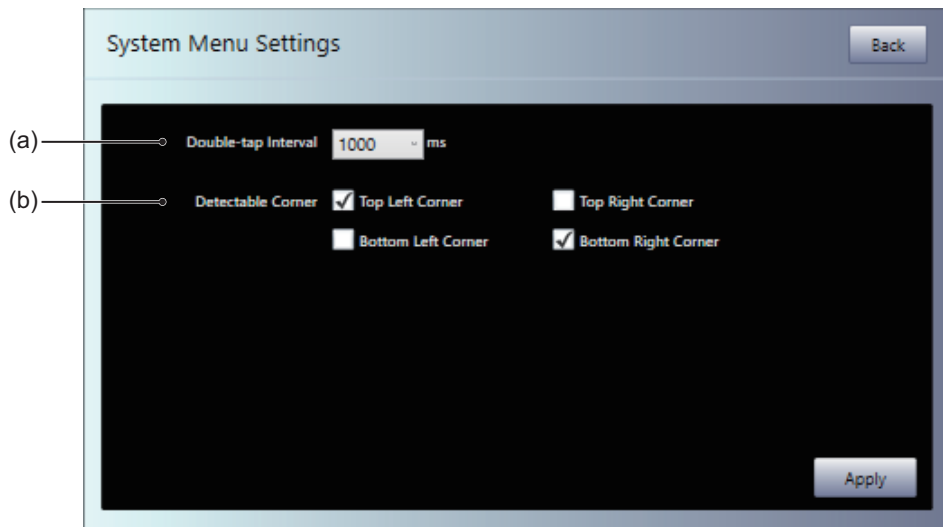 System Menu Settings
Back
(a)
Double-tap Interval 1000 ms
(b)
Detectable Corner Top Left Corner Top Right Corner
Bottom Left Corner Bottom Right Corner
Apply